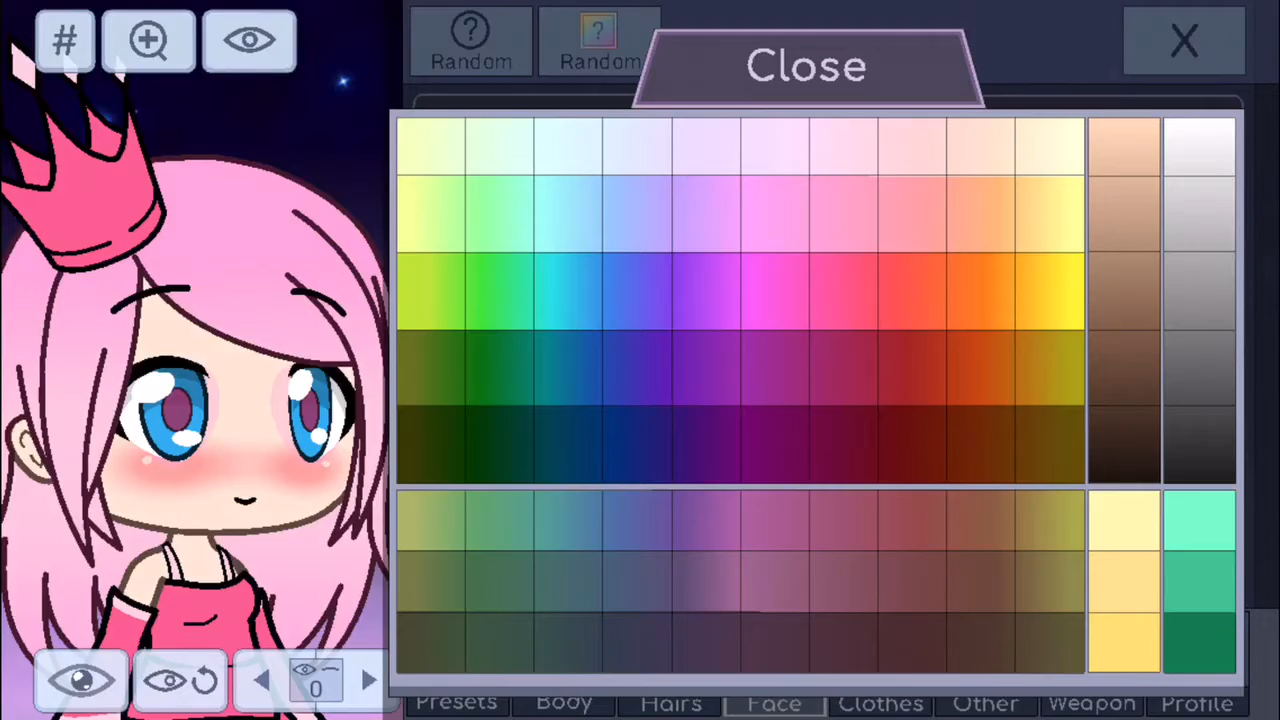 #
? ?
Random Random
Close
X
0
Presets Body Hairs Face Clothes Other Weapon Profile